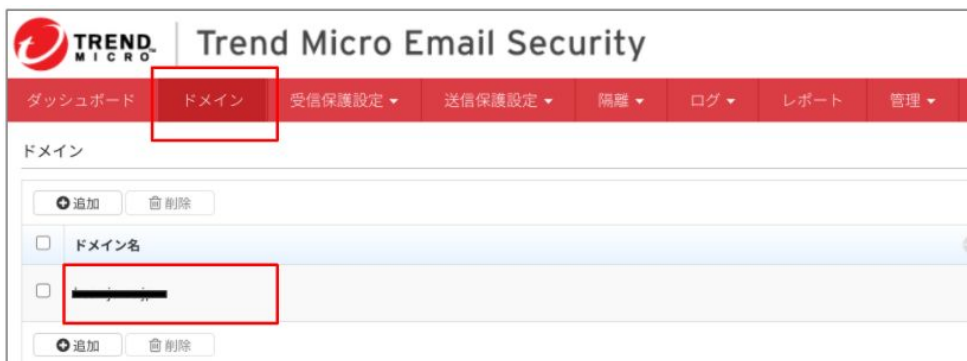 TREND MICRO Trend Micro Email Security
ダッシュボード ドメイン 受信保護設定 送信保護設定 隔離 ログ レポート 管理
ドメイン
追加 削除
ドメイン名
追加 削除